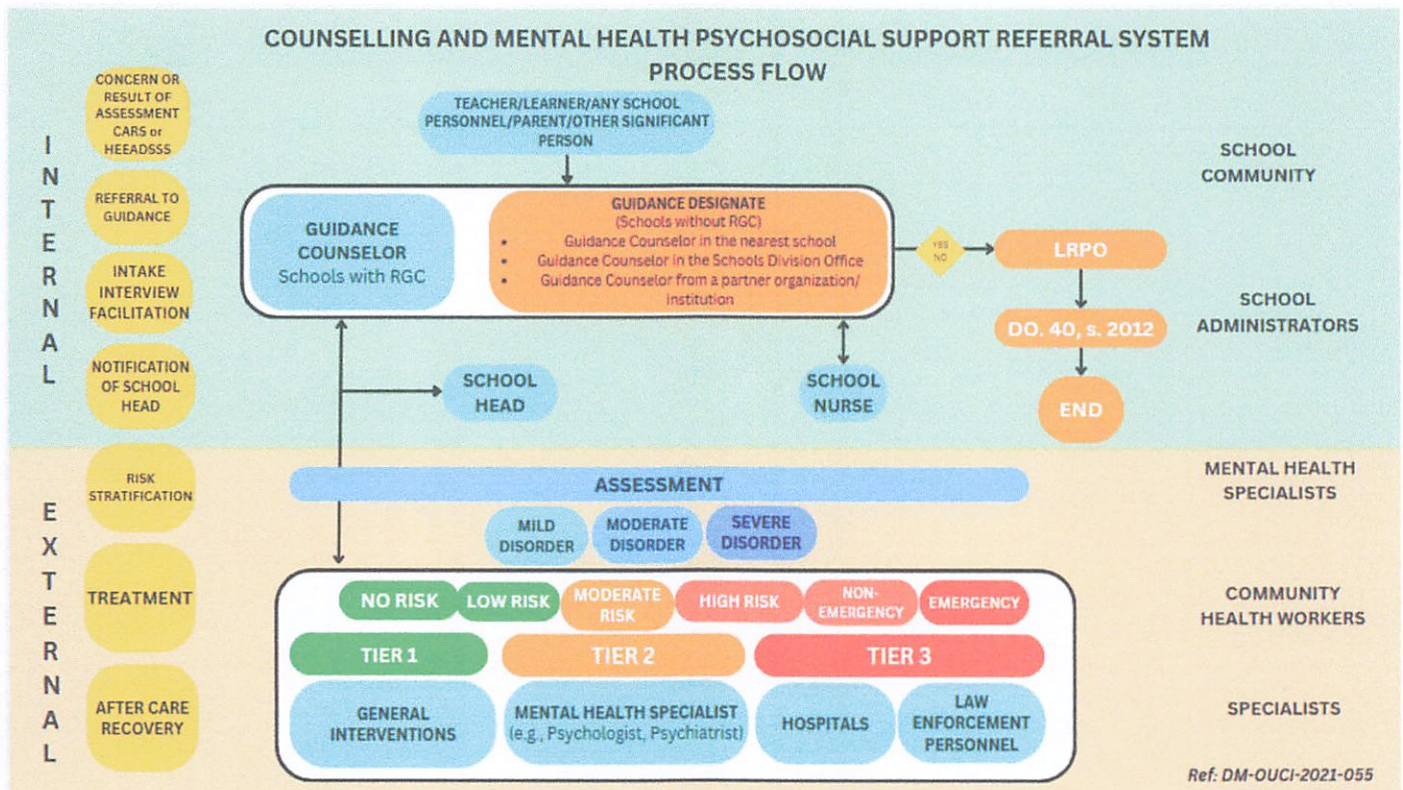 COUNSELLING AND MENTAL HEALTH PSYCHOSOCIAL SUPPORT REFERRAL SYSTEM
PROCESS FLOW
INTERNAL
CONCERN OR
RESULT OF
ASSESSMENT
CARS or
HEEADSSS
TEACHER/LEARNER/ANY SCHOOL
PERSONNEL/PARENT/OTHER SIGNIFICANT
PERSON
SCHOOL
COMMUNITY
REFERRAL TO
GUIDANCE
GUIDANCE
COUNSELOR
Schools with RGC
GUIDANCE DESIGNATE
(Schools without RGC)
• Guidance Counselor in the nearest school
• Guidance Counselor in the Schools Division Office
• Guidance Counselor from a partner organization/
institution
YES
NO
LRPO
INTAKE
INTERVIEW
FACILITATION
DO. 40, s. 2012
SCHOOL
ADMINISTRATORS
NOTIFICATION
OF SCHOOL
HEAD
SCHOOL
HEAD
SCHOOL
NURSE
END
EXTERNAL
RISK
STRATIFICATION
ASSESSMENT
MENTAL HEALTH
SPECIALISTS
MILD
DISORDER
MODERATE
DISORDER
SEVERE
DISORDER
TREATMENT
NO RISK
LOW RISK
MODERATE
RISK
HIGH RISK
NON-
EMERGENCY
EMERGENCY
COMMUNITY
HEALTH WORKERS
TIER 1
TIER 2
TIER 3
AFTER CARE
RECOVERY
GENERAL
INTERVENTIONS
MENTAL HEALTH SPECIALIST
(e.g., Psychologist, Psychiatrist)
HOSPITALS
LAW
ENFORCEMENT
PERSONNEL
SPECIALISTS
Ref: DM-OUCI-2021-055